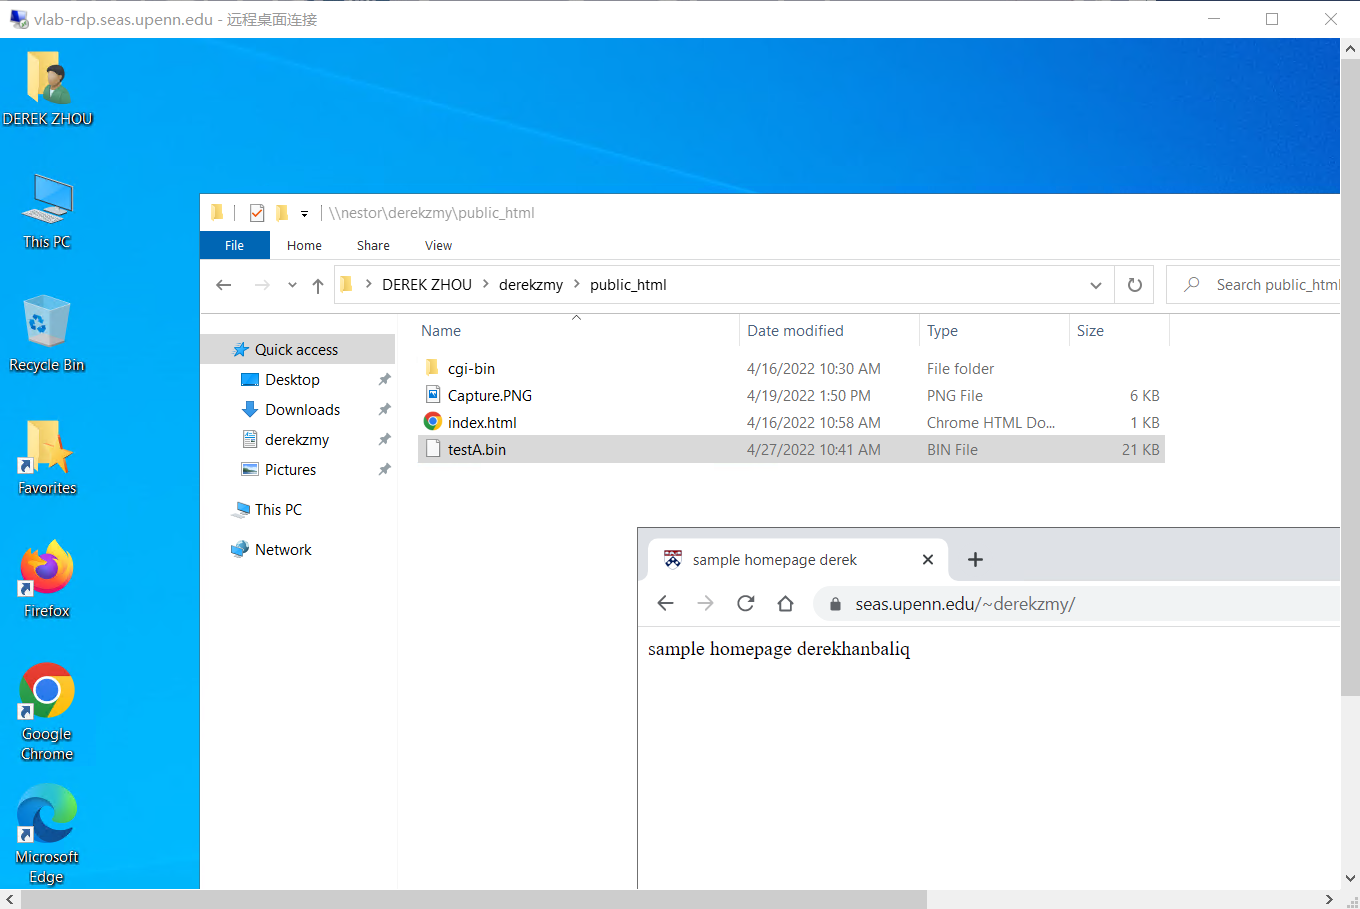 vlab-rdp.seas.upenn.edu - 远程桌面连接
DEREK ZHOU
This PC
Recycle Bin
Favorites
Firefox
Google
Chrome
Microsoft
Edge
\\nestor\derekzmy\public_html
File Home Share View
DEREK ZHOU derekzmy public_html
Search public_html
Quick access
Desktop
Downloads
derekzmy
Pictures
This PC
Network
Name Date modified Type Size
cgi-bin 4/16/2022 10:30 AM File folder
Capture.PNG 4/19/2022 1:50 PM PNG File 6 KB
index.html 4/16/2022 10:58 AM Chrome HTML Do... 1 KB
testA.bin 4/27/2022 10:41 AM BIN File 21 KB
sample homepage derek
seas.upenn.edu/~derekzmy/
sample homepage derekhanbaliq